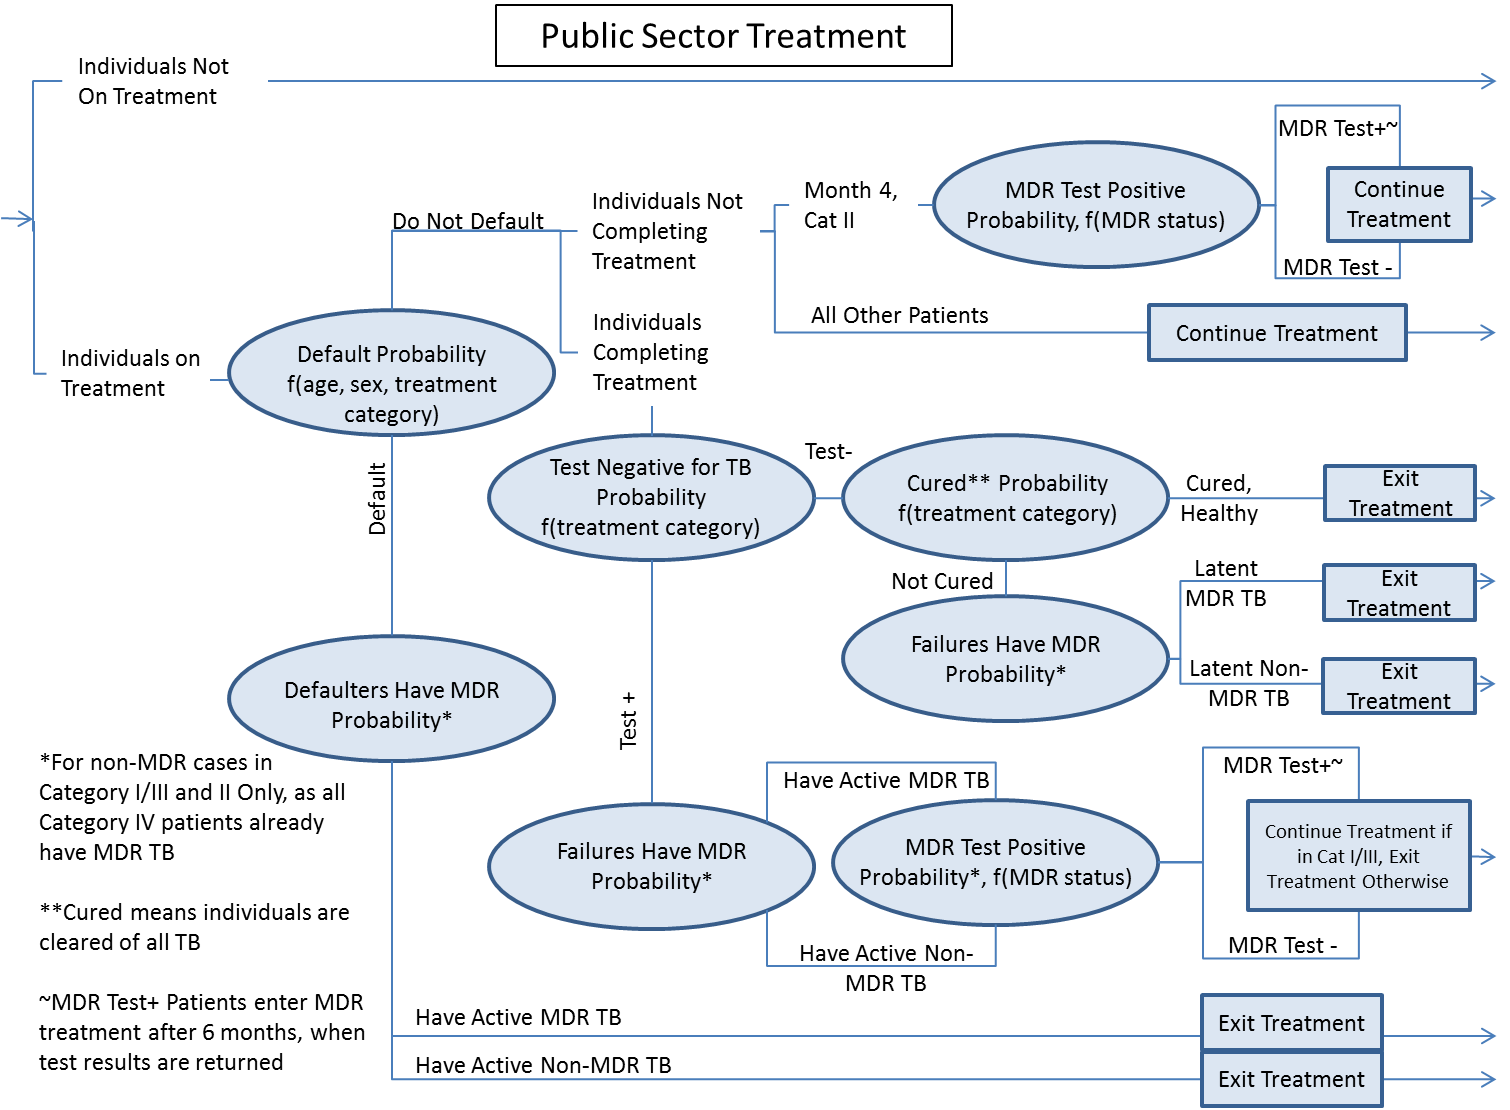 Public Sector Treatment
Individuals Not
On Treatment
MDR Test+~
Month 4,
Cat II
MDR Test Positive
Probability, f(MDR status)
Continue
Treatment
Do Not Default
Individuals Not
Completing
Treatment
MDR Test -
All Other Patients
Continue Treatment
Individuals on
Treatment
Default Probability
f(age, sex, treatment
category)
Individuals
Completing
Treatment
Default
Test Negative for TB
Probability
f(treatment category)
Test-
Cured** Probability
f(treatment category)
Cured,
Healthy
Exit
Treatment
Not Cured
Latent
MDR TB
Exit
Treatment
Failures Have MDR
Probability*
Latent Non-
MDR TB
Exit
Treatment
Defaulters Have MDR
Probability*
Test +
*For non-MDR cases in
Category I/III and II Only, as all
Category IV patients already
have MDR TB
**Cured means individuals are
cleared of all TB
~MDR Test+ Patients enter MDR
treatment after 6 months, when
test results are returned
Have Active MDR TB
Failures Have MDR
Probability*
MDR Test Positive
Probability*, f(MDR status)
Have Active Non-
MDR TB
MDR Test+~
Continue Treatment if
in Cat I/III, Exit
Treatment Otherwise
MDR Test -
Have Active MDR TB
Exit Treatment
Have Active Non-MDR TB
Exit Treatment